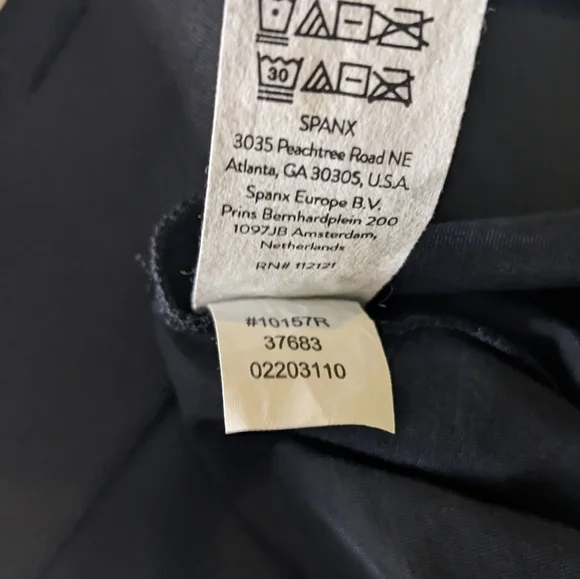 30
SPANX
3035 Peachtree Road NE
Atlanta, GA 30305, U.S.A.
Spanx Europe B.V.
Prins Bernhardplein 200
1097JB Amsterdam,
Netherlands
RN# 112121
#10157R
37683
02203110